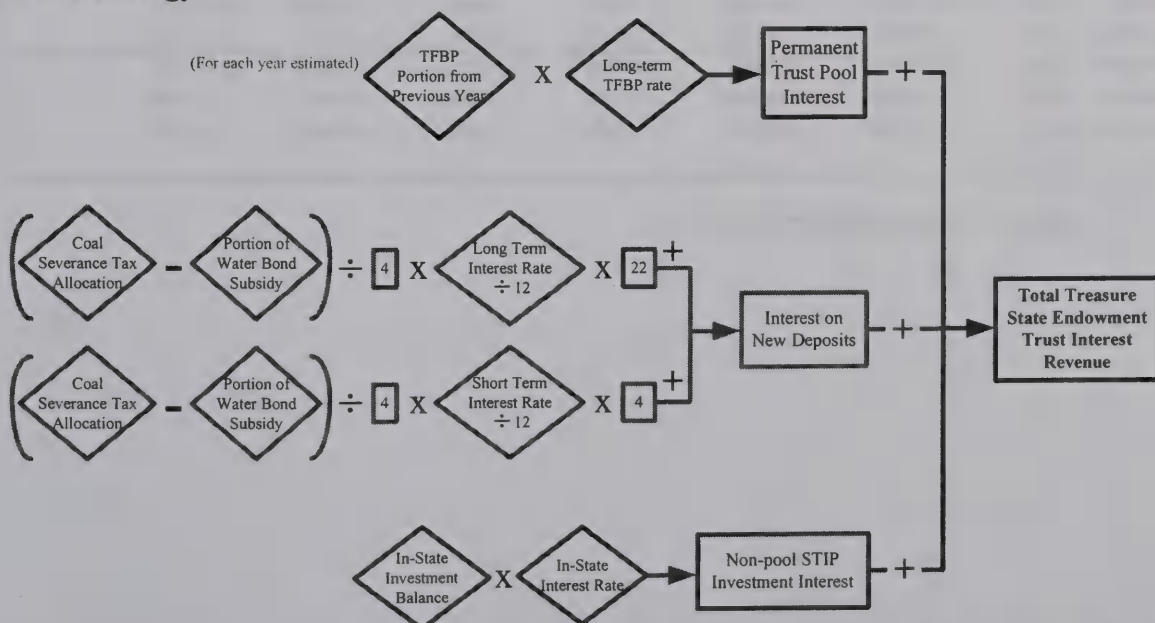 (For each year estimated)
TFBP
Portion from
Previous Year
X
Long-term
TFBP rate
Permanent
Trust Pool
Interest
+
(
Coal
Severance Tax
Allocation
-
Portion of
Water Bond
Subsidy
)
÷
4
X
Long Term
Interest Rate
÷ 12
X
22
+
(
Coal
Severance Tax
Allocation
-
Portion of
Water Bond
Subsidy
)
÷
4
X
Short Term
Interest Rate
÷ 12
X
4
+
Interest on
New Deposits
+
Total Treasure
State Endowment
Trust Interest
Revenue
In-State
Investment
Balance
X
In-State
Interest Rate
Non-pool STIP
Investment Interest
+